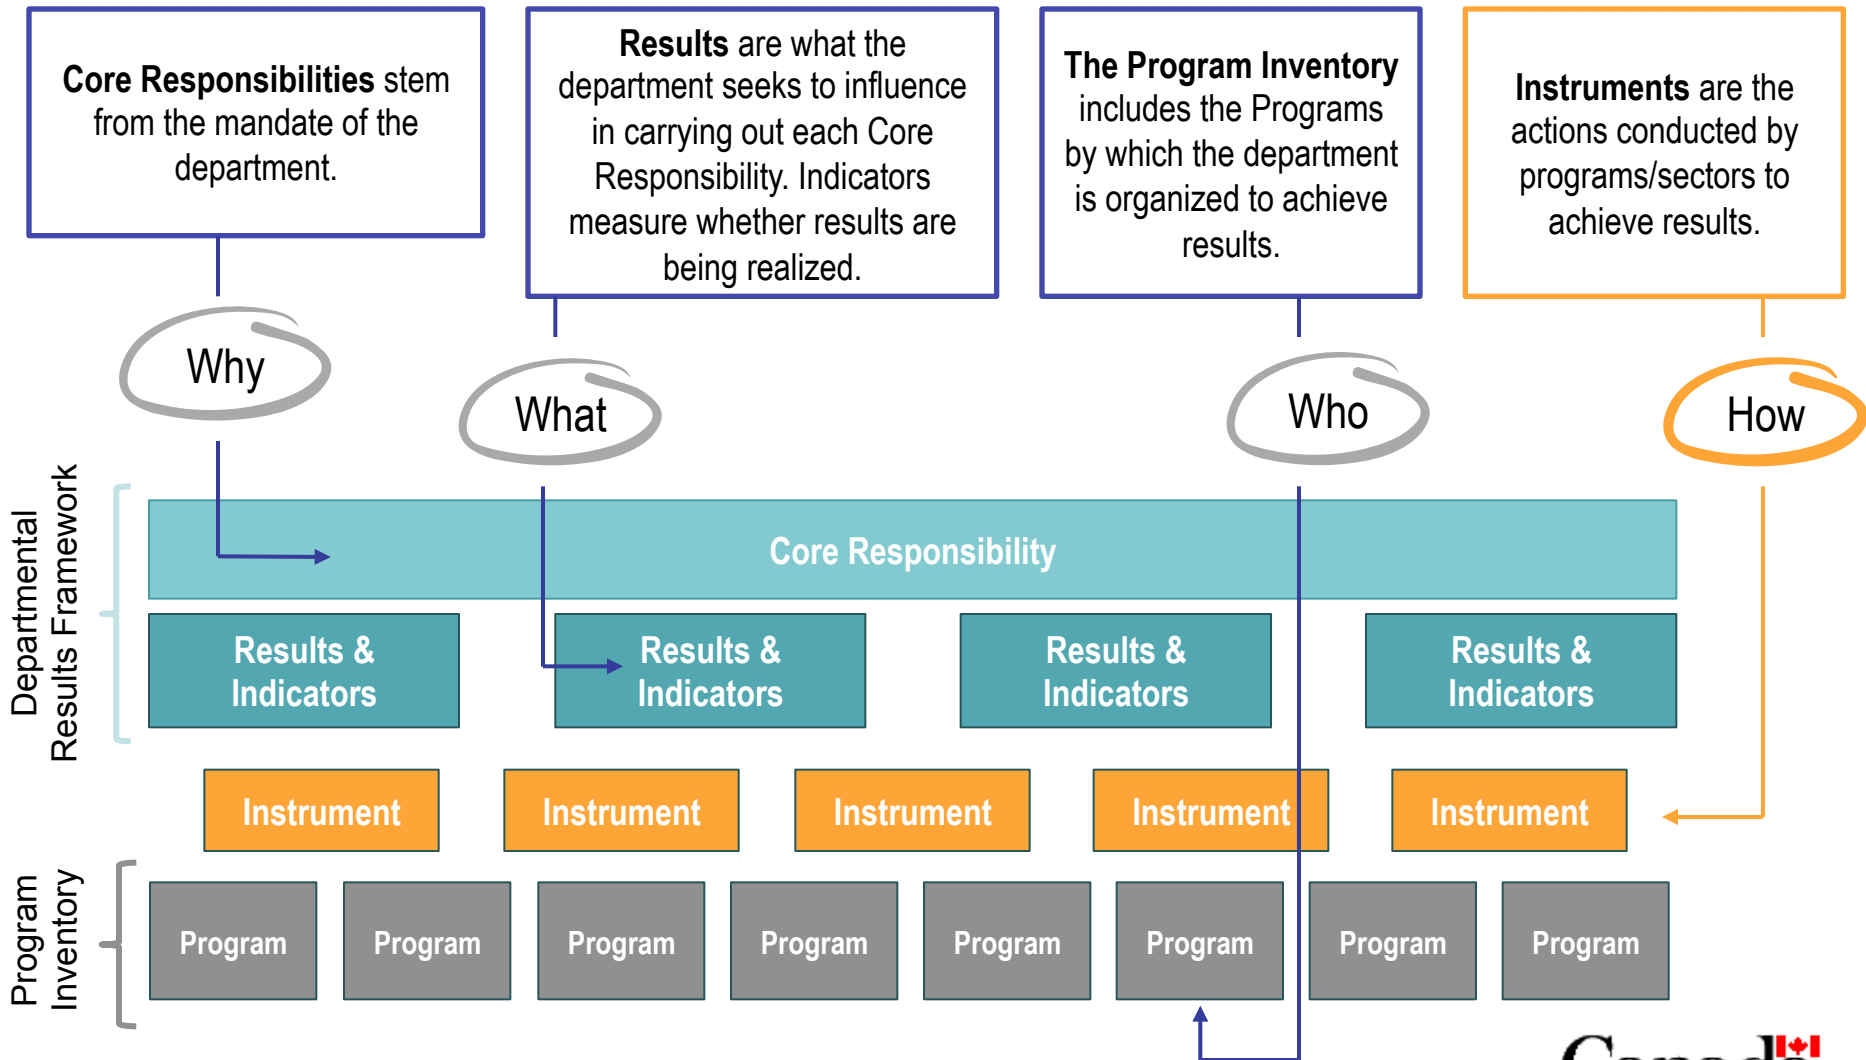 Core Responsibilities stem
from the mandate of the
department.
Results are what the
department seeks to influence
in carrying out each Core
Responsibility. Indicators
measure whether results are
being realized.
The Program Inventory
includes the Programs
by which the department
is organized to achieve
results.
Instruments are the
actions conducted by
programs/sectors to
achieve results.
Why
What
Who
How
Departmental
Results Framework
Core Responsibility
Results &
Indicators
Results &
Indicators
Results &
Indicators
Results &
Indicators
Instrument
Instrument
Instrument
Instrument
Instrument
Program
Inventory
Program
Program
Program
Program
Program
Program
Program
Program
Canada